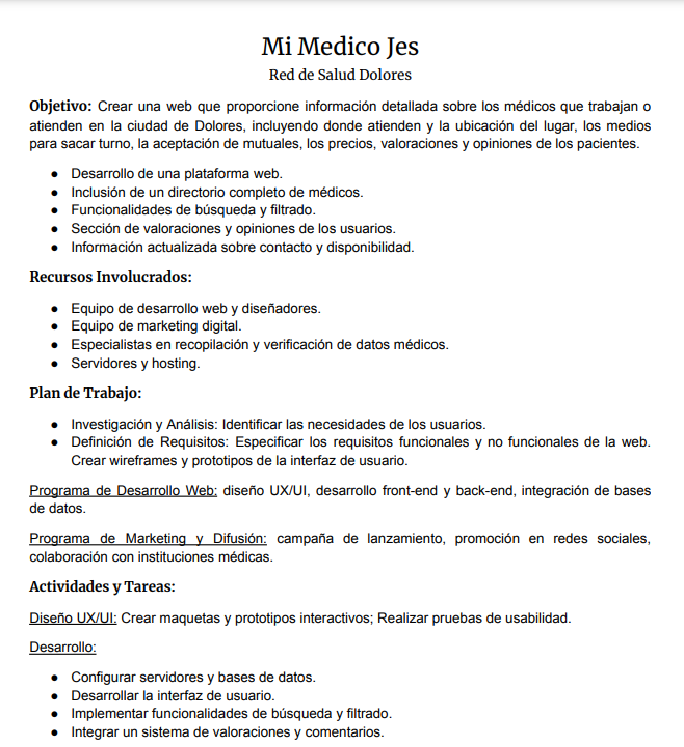 Mi Medico Jes
Red de Salud Dolores
Objetivo: Crear una web que proporcione información detallada sobre los médicos que trabajan o
atienden en la ciudad de Dolores, incluyendo donde atienden y la ubicación del lugar, los medios
para sacar turno, la aceptación de mutuales, los precios, valoraciones y opiniones de los pacientes.
● Desarrollo de una plataforma web.
● Inclusión de un directorio completo de médicos.
● Funcionalidades de búsqueda y filtrado.
● Sección de valoraciones y opiniones de los usuarios.
● Información actualizada sobre contacto y disponibilidad.
Recursos Involucrados:
● Equipo de desarrollo web y diseñadores.
● Equipo de marketing digital.
● Especialistas en recopilación y verificación de datos médicos.
● Servidores y hosting.
Plan de Trabajo:
● Investigación y Análisis: Identificar las necesidades de los usuarios.
● Definición de Requisitos: Especificar los requisitos funcionales y no funcionales de la web.
Crear wireframes y prototipos de la interfaz de usuario.
Programa de Desarrollo Web: diseño UX/UI, desarrollo front-end y back-end, integración de bases
de datos.
Programa de Marketing y Difusión: campaña de lanzamiento, promoción en redes sociales,
colaboración con instituciones médicas.
Actividades y Tareas:
Diseño UX/UI: Crear maquetas y prototipos interactivos; Realizar pruebas de usabilidad.
Desarrollo:
● Configurar servidores y bases de datos.
● Desarrollar la interfaz de usuario.
● Implementar funcionalidades de búsqueda y filtrado.
● Integrar un sistema de valoraciones y comentarios.